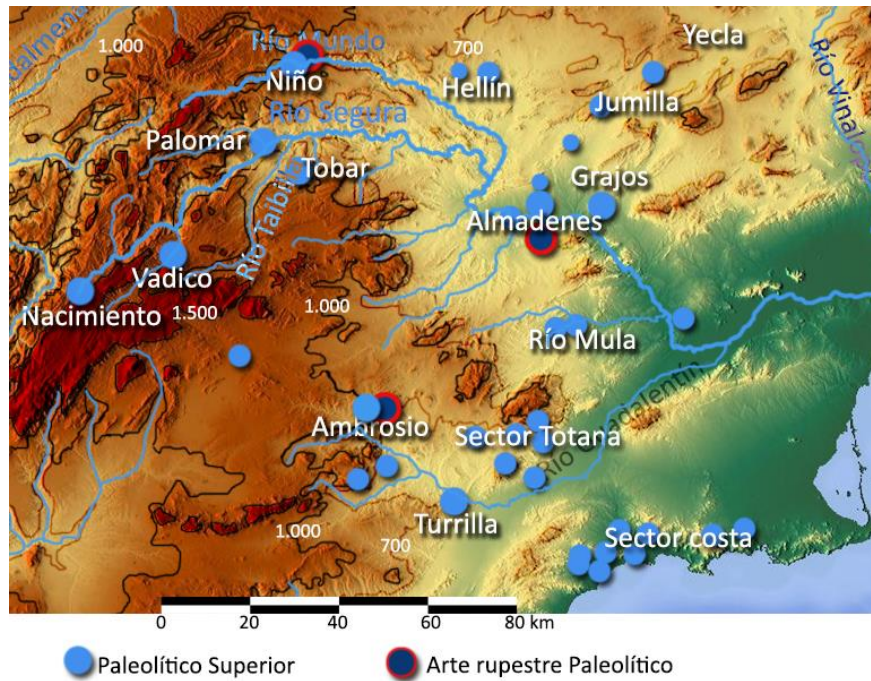 1.000
Río Mundo
700
Yecla
Niño
Hellín
Jumilla
Río Segura
Palomar
Tobar
Río Taibilla
Grajos
Almadenes
Vadico
Nacimiento
1.500
1.000
Río Mula
Ambrosio
Sector Totana
Río Guadalentín
Turrilla
1.000
700
Sector costa
0 20 40 60 80 km
Paleolítico Superior
Arte rupestre Paleolítico